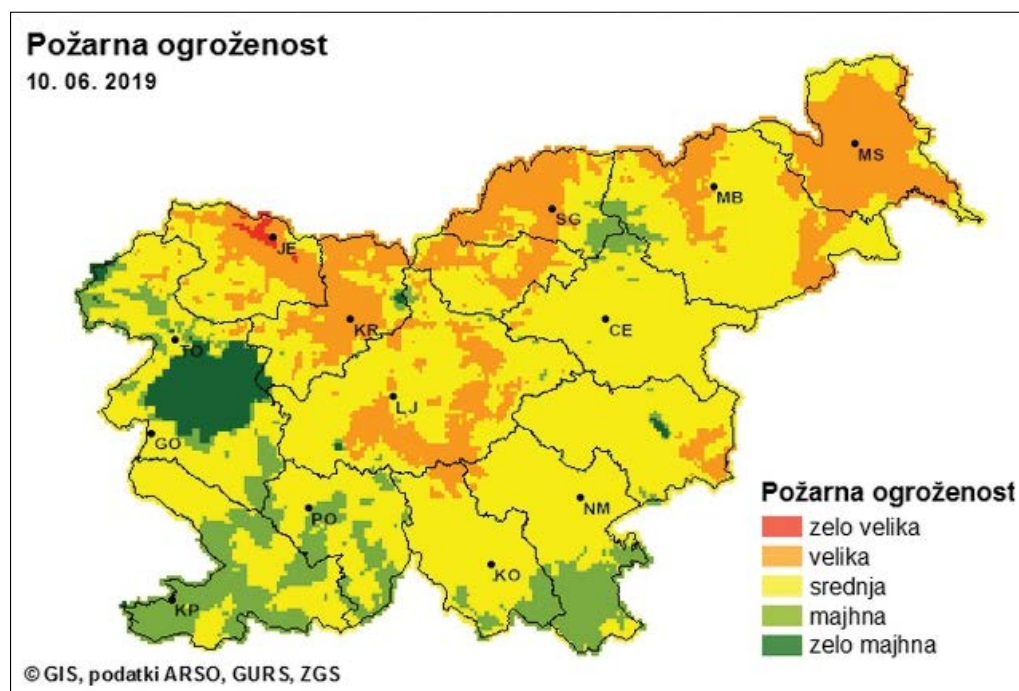 Požarna ogroženost
10. 06. 2019
MS
MB
SG
JE
KR
CE
TO
LJ
GO
NM
PO
KO
KP
Požarna ogroženost
zelo velika
velika
srednja
majhna
zelo majhna
© GIS, podatki ARSO, GURS, ZGS